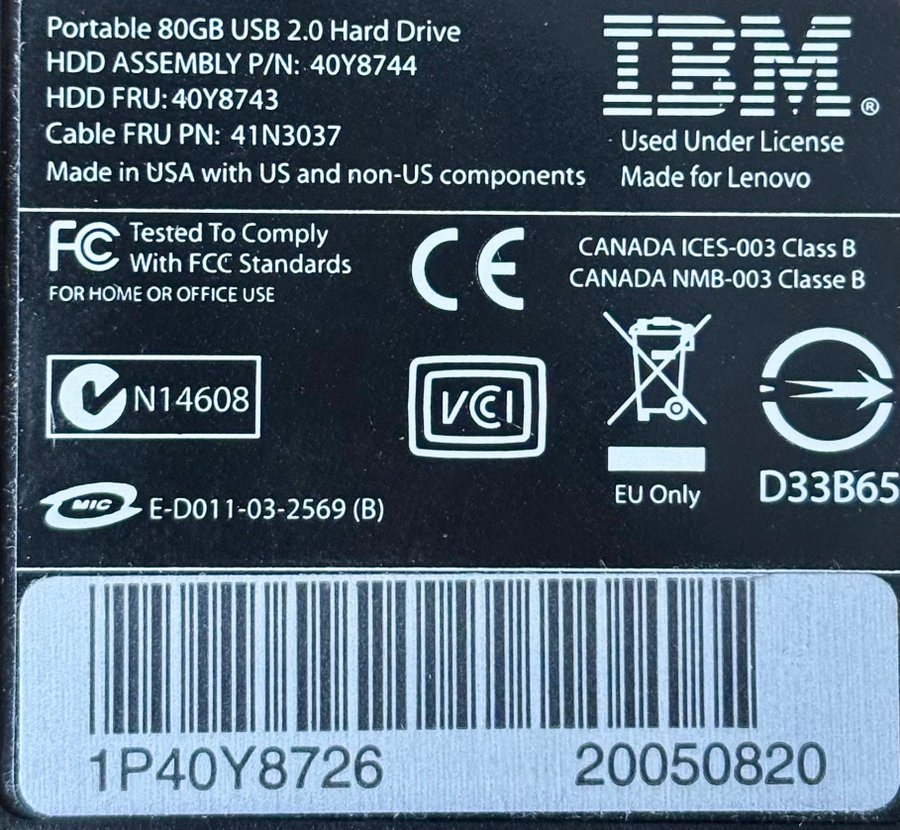 Portable 80GB USB 2.0 Hard Drive
HDD ASSEMBLY P/N: 40Y8744
HDD FRU: 40Y8743
Cable FRU PN: 41N3037
Made in USA with US and non-US components
IBM®
Used Under License
Made for Lenovo
FC Tested To Comply
With FCC Standards
FOR HOME OR OFFICE USE
CE
CANADA ICES-003 Class B
CANADA NMB-003 Classe B
N14608
VCI
EU Only
D33B65
MIC E-D011-03-2569 (B)
1P40Y8726 20050820